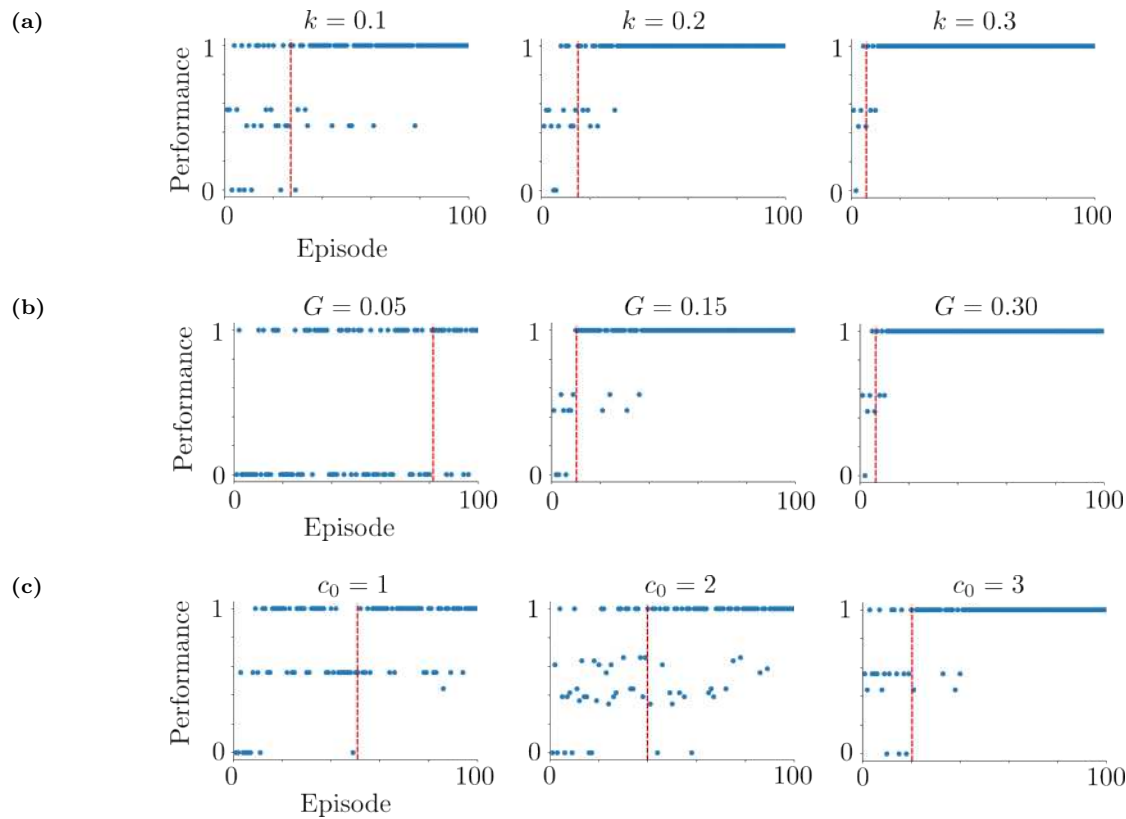 (a)
k = 0.1
k = 0.2
k = 0.3
Performance
1
0
0
100
Episode
1
0
0
100
1
0
0
100
(b)
G = 0.05
G = 0.15
G = 0.30
Performance
1
0
0
100
Episode
1
0
0
100
1
0
0
100
(c)
c₀ = 1
c₀ = 2
c₀ = 3
Performance
1
0
0
100
Episode
1
0
0
100
1
0
0
100